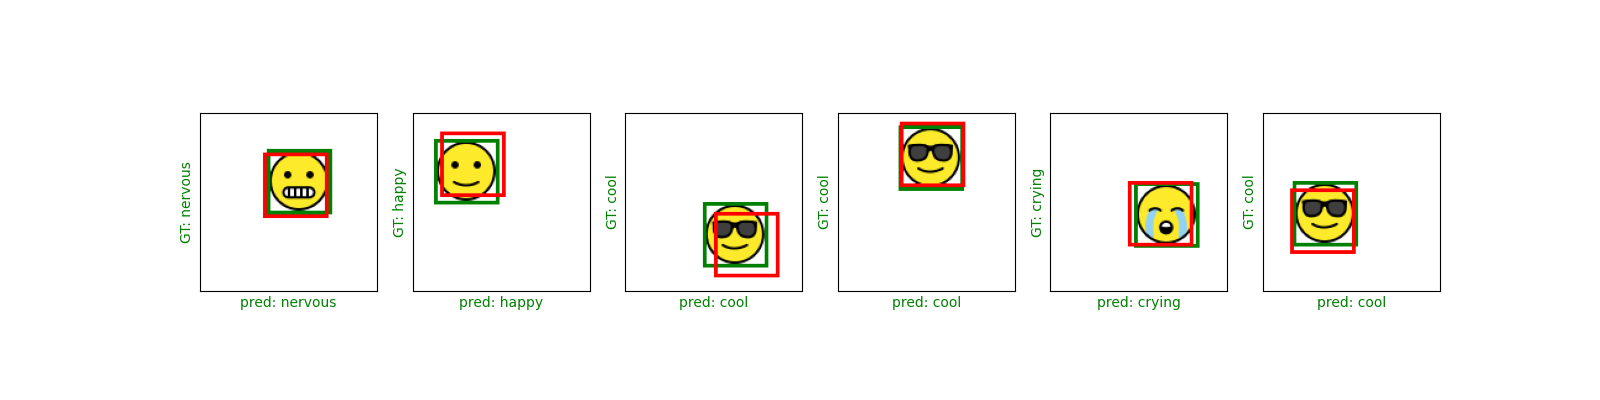 GT: nervous
pred: nervous
GT: happy
pred: happy
GT: cool
pred: cool
GT: cool
pred: cool
GT: crying
pred: crying
GT: cool
pred: cool